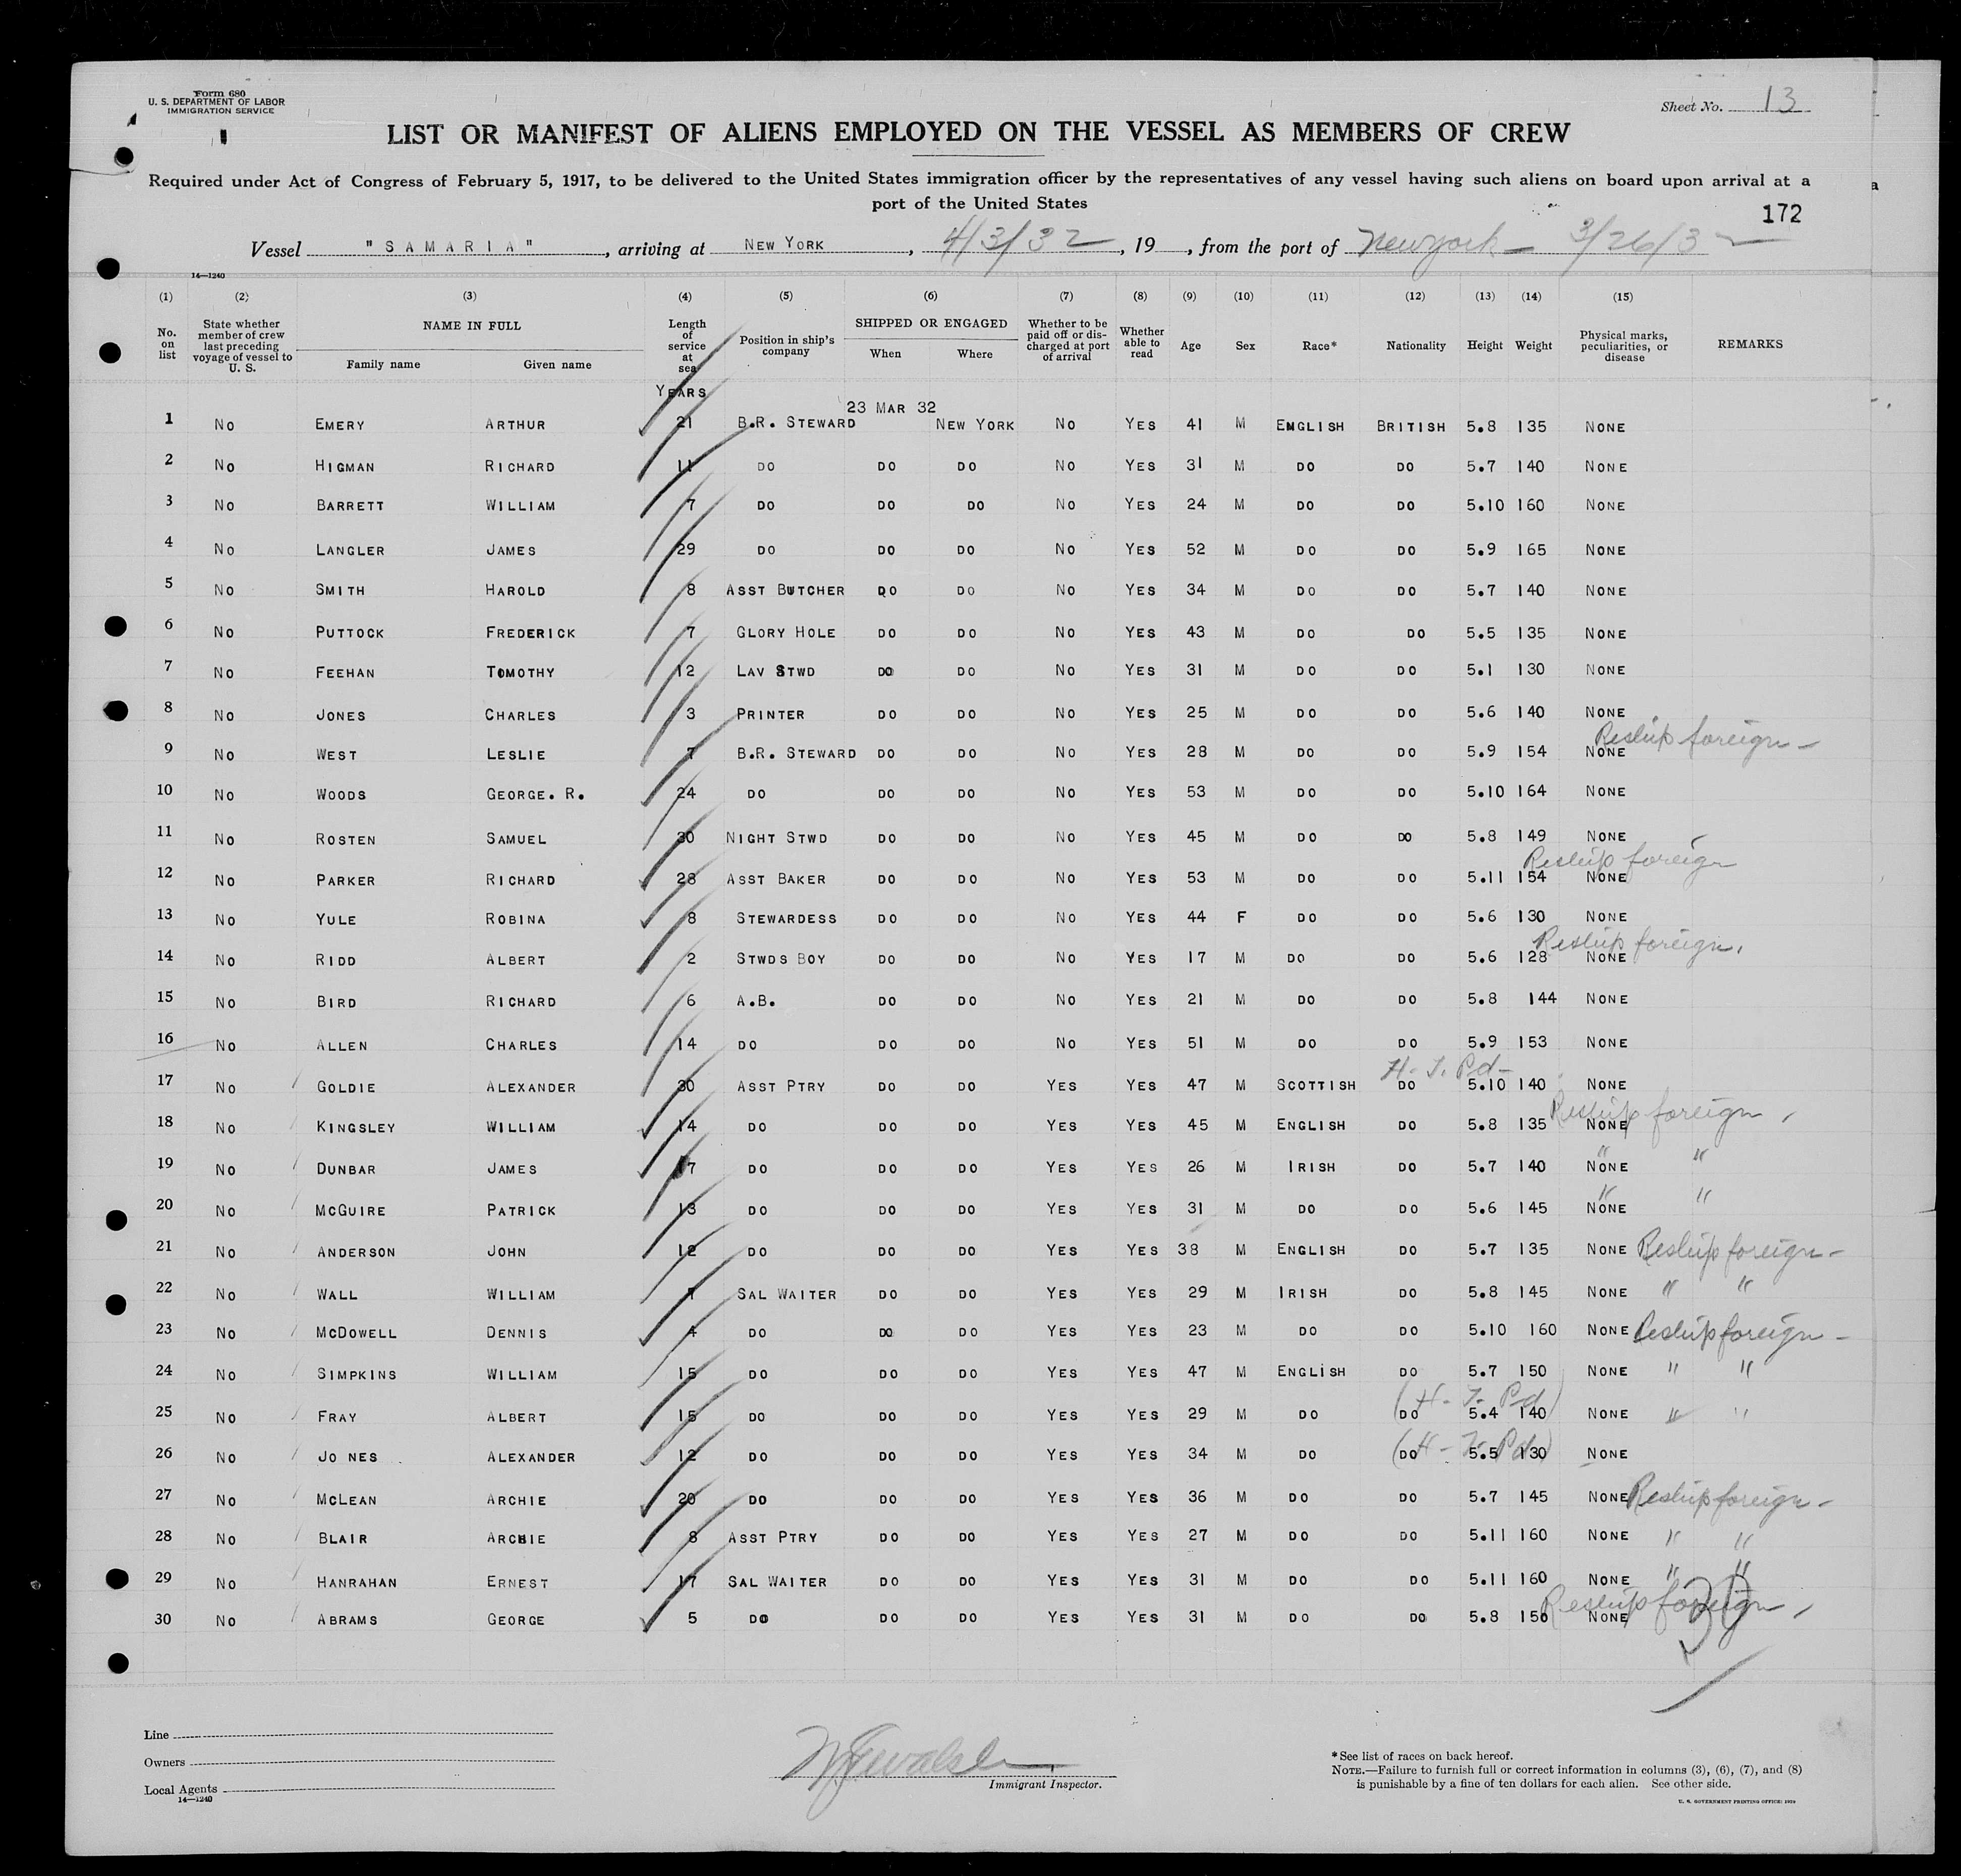 Form 680
U. S. DEPARTMENT OF LABOR
IMMIGRATION SERVICE
Sheet No. 13
LIST OR MANIFEST OF ALIENS EMPLOYED ON THE VESSEL AS MEMBERS OF CREW
Required under Act of Congress of February 5, 1917, to be delivered to the United States immigration officer by the representatives of any vessel having such aliens on board upon arrival at a
port of the United States
172
Vessel "SAMARIA", arriving at NEW YORK, 4/3/32, 19 , from the port of New York – 3/26/32
14—1240
(1) (2) (3) (4) (5) (6) (7) (8) (9) (10) (11) (12) (13) (14) (15)
No. on list State whether member of crew last preceding voyage of vessel to U. S. NAME IN FULL Family name Given name Length of service at sea Position in ship's company SHIPPED OR ENGAGED When Where Whether to be paid off or discharged at port of arrival Whether able to read Age Sex Race* Nationality Height Weight Physical marks, peculiarities, or disease REMARKS
YEARS
23 MAR 32
1 NO EMERY ARTHUR 21 B.R. STEWARD NEW YORK NO YES 41 M ENGLISH BRITISH 5.8 135 NONE
2 NO HIGMAN RICHARD 11 DO DO DO NO YES 31 M DO DO 5.7 140 NONE
3 NO BARRETT WILLIAM 7 DO DO DO NO YES 24 M DO DO 5.10 160 NONE
4 NO LANGLER JAMES 29 DO DO DO NO YES 52 M DO DO 5.9 165 NONE
5 NO SMITH HAROLD 8 ASST BUTCHER DO DO NO YES 34 M DO DO 5.7 140 NONE
6 NO PUTTOCK FREDERICK 7 GLORY HOLE DO DO NO YES 43 M DO DO 5.5 135 NONE
7 NO FEEHAN TOMOTHY 12 LAV STWD DO DO NO YES 31 M DO DO 5.1 130 NONE
8 NO JONES CHARLES 3 PRINTER DO DO NO YES 25 M DO DO 5.6 140 NONE
Reship foreign –
9 NO WEST LESLIE 7 B.R. STEWARD DO DO NO YES 28 M DO DO 5.9 154 NONE
10 NO WOODS GEORGE. R. 24 DO DO DO NO YES 53 M DO DO 5.10 164 NONE
11 NO ROSTEN SAMUEL 30 NIGHT STWD DO DO NO YES 45 M DO DO 5.8 149 NONE
Reship foreign
12 NO PARKER RICHARD 28 ASST BAKER DO DO NO YES 53 M DO DO 5.11 154 NONE
13 NO YULE ROBINA 8 STEWARDESS DO DO NO YES 44 F DO DO 5.6 130 NONE
Reship foreign.
14 NO RIDD ALBERT 2 STWDS BOY DO DO NO YES 17 M DO DO 5.6 128 NONE
15 NO BIRD RICHARD 6 A.B. DO DO NO YES 21 M DO DO 5.8 144 NONE
16 NO ALLEN CHARLES 14 DO DO DO NO YES 51 M DO DO 5.9 153 NONE
H. T. Pd –
17 NO GOLDIE ALEXANDER 30 ASST PTRY DO DO YES YES 47 M SCOTTISH DO 5.10 140 NONE
Reship foreign
18 NO KINGSLEY WILLIAM 14 DO DO DO YES YES 45 M ENGLISH DO 5.8 135 NONE
19 NO DUNBAR JAMES 7 DO DO DO YES YES 26 M IRISH DO 5.7 140 NONE " "
20 NO MCGUIRE PATRICK 13 DO DO DO YES YES 31 M DO DO 5.6 145 NONE " "
21 NO ANDERSON JOHN 12 DO DO DO YES YES 38 M ENGLISH DO 5.7 135 NONE Reship foreign –
22 NO WALL WILLIAM 7 SAL WAITER DO DO YES YES 29 M IRISH DO 5.8 145 NONE " "
23 NO MCDOWELL DENNIS 4 DO DO DO YES YES 23 M DO DO 5.10 160 NONE Reship foreign –
24 NO SIMPKINS WILLIAM 15 DO DO DO YES YES 47 M ENGLISH DO 5.7 150 NONE " "
(H. T. Pd)
25 NO FRAY ALBERT 15 DO DO DO YES YES 29 M DO DO 5.4 140 NONE " "
26 NO JO NES ALEXANDER 12 DO DO DO YES YES 34 M DO DO (H – T. Pd.) 5.5 130 NONE
27 NO MCLEAN ARCHIE 20 DO DO DO YES YES 36 M DO DO 5.7 145 NONE Reship foreign –
28 NO BLAIR ARCHIE 8 ASST PTRY DO DO YES YES 27 M DO DO 5.11 160 NONE " "
29 NO HANRAHAN ERNEST 17 SAL WAITER DO DO YES YES 31 M DO DO 5.11 160 NONE " "
Reship foreign
30 NO ABRAMS GEORGE 5 DO DO DO YES YES 31 M DO DO 5.8 150 NONE
30
Line
Owners
Local Agents
14—1240
Immigrant Inspector.
*See list of races on back hereof.
NOTE.—Failure to furnish full or correct information in columns (3), (6), (7), and (8)
is punishable by a fine of ten dollars for each alien. See other side.